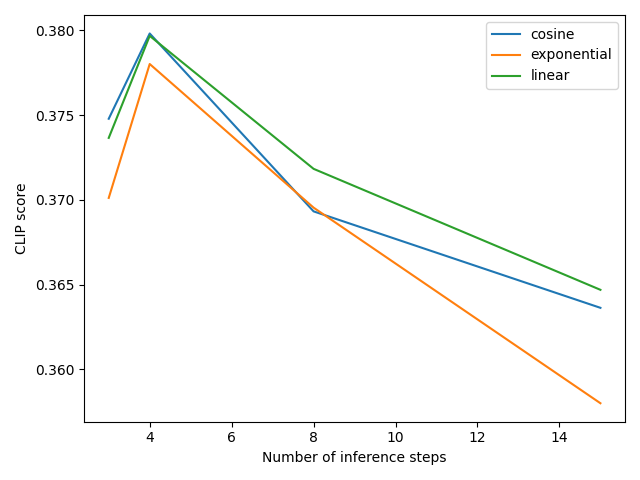 0.380
0.375
0.370
0.365
0.360
CLIP score
4
6
8
10
12
14
Number of inference steps
cosine
exponential
linear